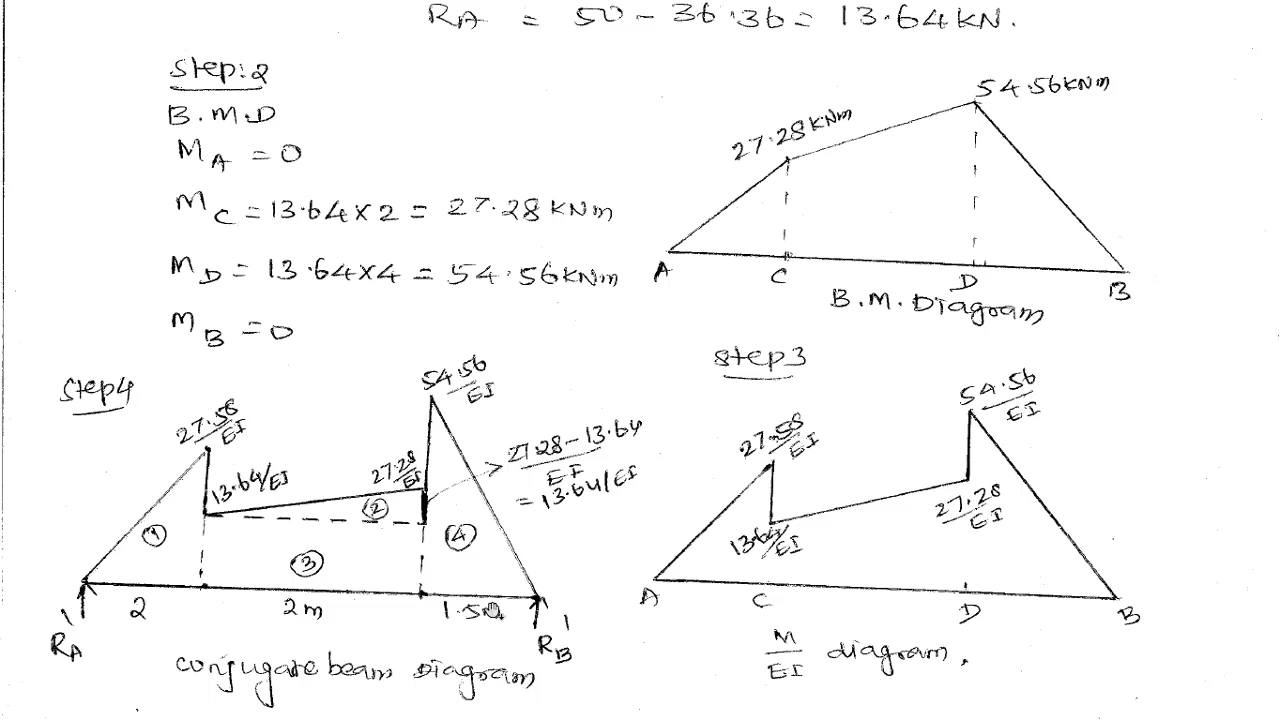 RA = 50 - 36.36 = 13.64 KN.
Step:2
B.M.D
MA = 0
MC = 13.64 X 2 = 27.28 KNm
MD = 13.64 X 4 = 54.56 KNm
MB = 0
27.28 KNm
54.56 KNm
A C D B
B.M. Diagram
Step 3
27.58/EI
54.56/EI
13.64/EI
27.28/EI
A C D B
M/EI diagram.
Step 4
27.58/EI
54.56/EI
13.64/EI
27.28/EI
27.28 - 13.64/EI
= 13.64/EI
1 2 3 4
2 2m 1.5m
RA' RB'
conjugate beam Diagram